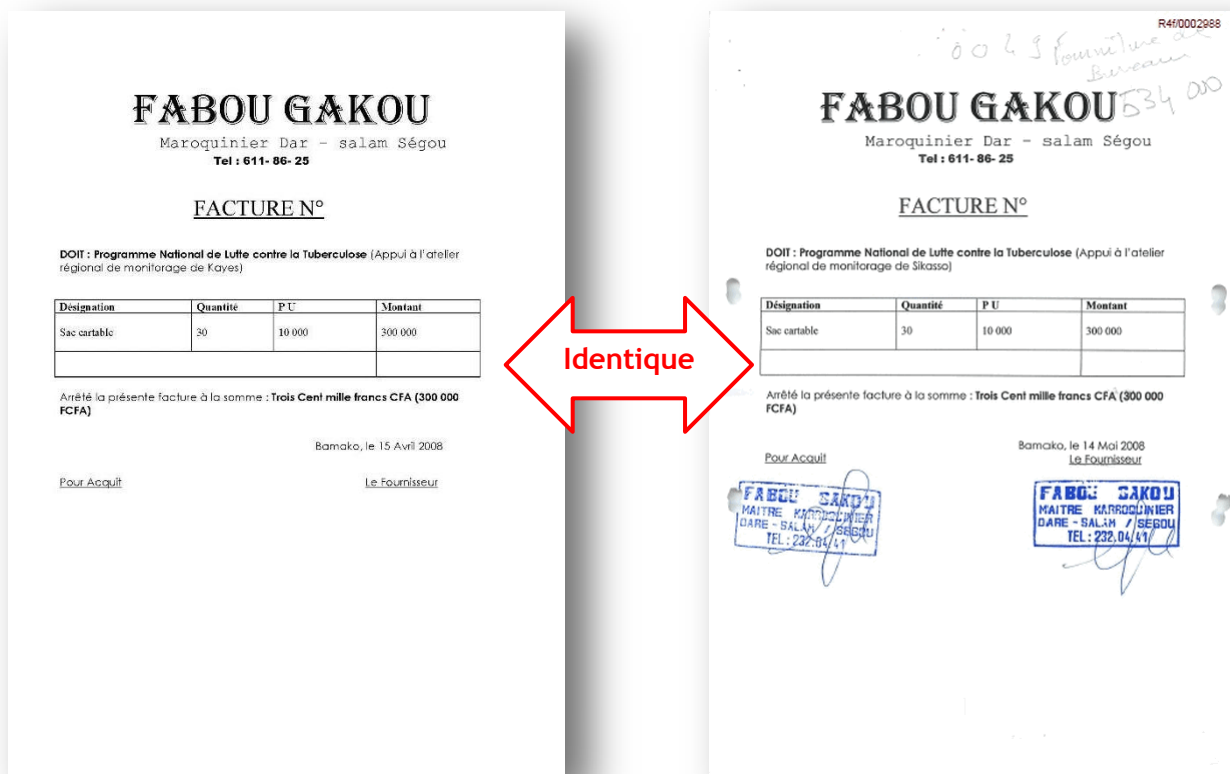 FABOU GAKOU
Maroquinier Dar – salam Ségou
Tel : 611- 86- 25
FACTURE N°
DOIT : Programme National de Lutte contre la Tuberculose (Appui à l'atelier
régional de monitorage de Kayes)
Désignation Quantité P U Montant
Sac cartable 30 10 000 300 000
Arrêté la présente facture à la somme : Trois Cent mille francs CFA (300 000
FCFA)
Bamako, le 15 Avril 2008
Pour Acquit Le Fournisseur
Identique
R4f/0002988
0049 Fourniture de
Bureau
534 000
FABOU GAKOU
Maroquinier Dar – salam Ségou
Tel : 611- 86- 25
FACTURE N°
DOIT : Programme National de Lutte contre la Tuberculose (Appui à l'atelier
régional de monitorage de Sikasso)
Désignation Quantité P U Montant
Sac cartable 30 10 000 300 000
Arrêté la présente facture à la somme : Trois Cent mille francs CFA (300 000
FCFA)
Bamako, le 14 Mai 2008
Pour Acquit Le Fournisseur
FABOU SAKOU
MAITRE KARROQUINIER
DARE - SALAM / SEGOU
TEL : 232.04/41
FABOU SAKOU
MAITRE KARROQUINIER
DARE - SALAM / SEGOU
TEL : 232.04/41